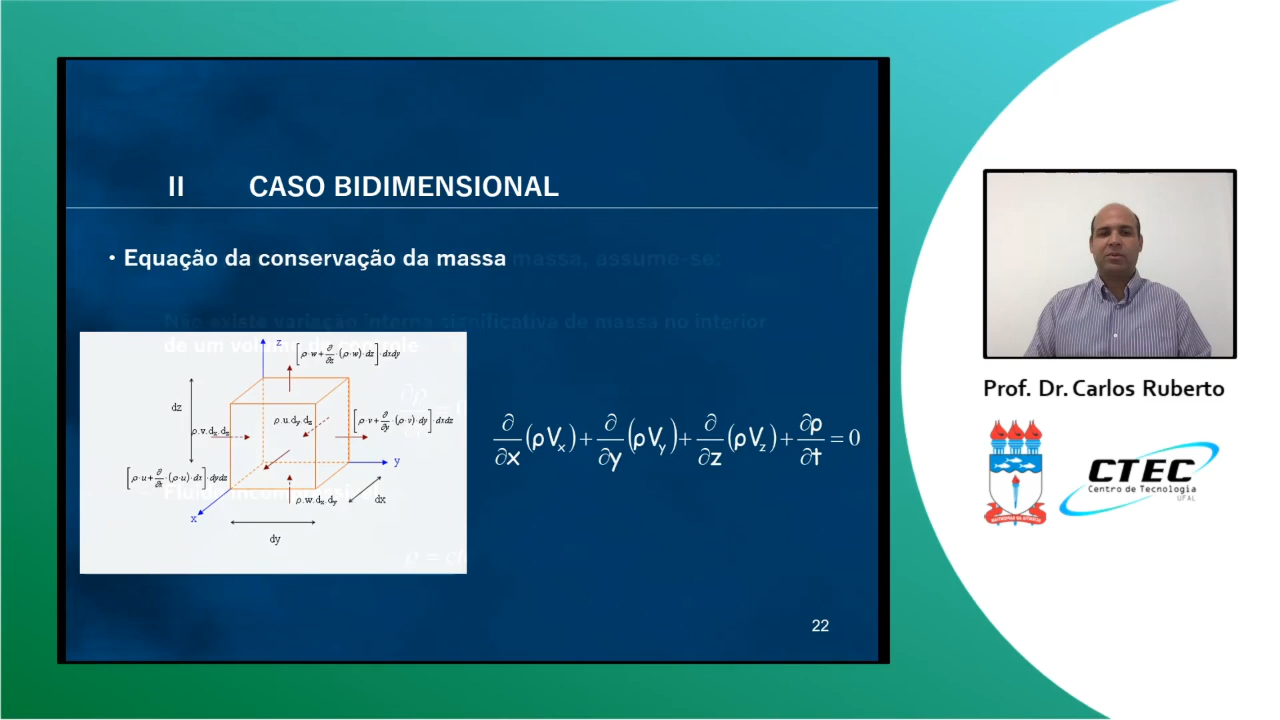 II CASO BIDIMENSIONAL
• Equação da conservação da massa massa, assume-se:
Não existe variação interna significativa de massa no interior
de um volume de controle
z
[ρ·w+∂/∂z·(ρ·w)·dz]·dxdy
dz
ρ.u.dy.dz
[ρ·v+∂/∂y·(ρ·v)·dy]·dxdz
ρ.v.dx.dz
y
[ρ·u+∂/∂x·(ρ·u)·dx]·dydz
ρ.w.dx.dy
dx
x
dy
∂/∂x(ρVx)+∂/∂y(ρVy)+∂/∂z(ρVz)+∂ρ/∂t=0
22
Prof. Dr. Carlos Ruberto
CTEC
Centro de Tecnologia
UFAL